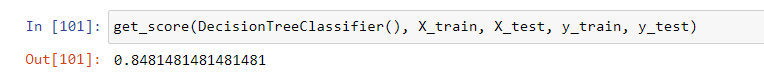 In [101]: get_score(DecisionTreeClassifier(), X_train, X_test, y_train, y_test)
Out[101]: 0.8481481481481481